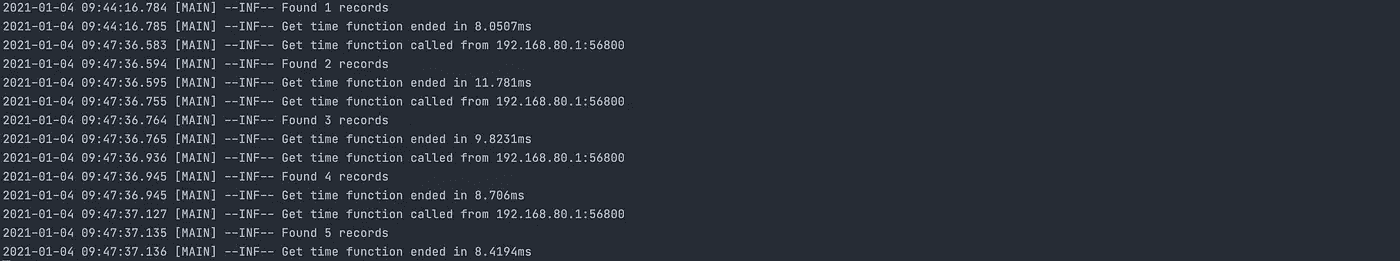 2021-01-04 09:44:16.784 [MAIN] --INF-- Found 1 records
2021-01-04 09:44:16.785 [MAIN] --INF-- Get time function ended in 8.0507ms
2021-01-04 09:47:36.583 [MAIN] --INF-- Get time function called from 192.168.80.1:56800
2021-01-04 09:47:36.594 [MAIN] --INF-- Found 2 records
2021-01-04 09:47:36.595 [MAIN] --INF-- Get time function ended in 11.781ms
2021-01-04 09:47:36.755 [MAIN] --INF-- Get time function called from 192.168.80.1:56800
2021-01-04 09:47:36.764 [MAIN] --INF-- Found 3 records
2021-01-04 09:47:36.765 [MAIN] --INF-- Get time function ended in 9.8231ms
2021-01-04 09:47:36.936 [MAIN] --INF-- Get time function called from 192.168.80.1:56800
2021-01-04 09:47:36.945 [MAIN] --INF-- Found 4 records
2021-01-04 09:47:36.945 [MAIN] --INF-- Get time function ended in 8.706ms
2021-01-04 09:47:37.127 [MAIN] --INF-- Get time function called from 192.168.80.1:56800
2021-01-04 09:47:37.135 [MAIN] --INF-- Found 5 records
2021-01-04 09:47:37.136 [MAIN] --INF-- Get time function ended in 8.4194ms